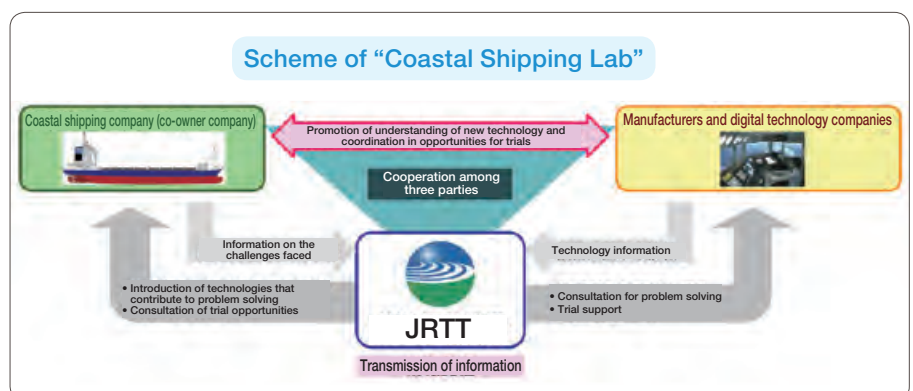 Scheme of “Coastal Shipping Lab”
Coastal shipping company (co-owner company)
Promotion of understanding of new technology and
coordination in opportunities for trials
Manufacturers and digital technology companies
Cooperation among
three parties
Information on the
challenges faced
Technology information
• Introduction of technologies that
contribute to problem solving
• Consultation of trial opportunities
• Consultation for problem solving
• Trial support
JRTT
Transmission of information